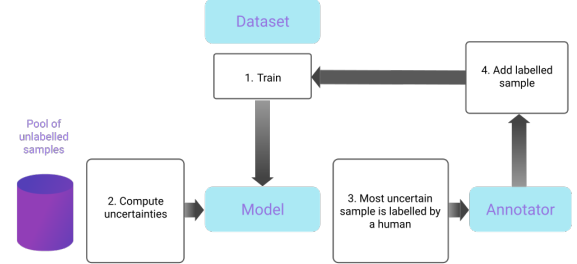 Dataset
1. Train
4. Add labelled
sample
Pool of
unlabelled
samples
2. Compute
uncertainties
Model
3. Most uncertain
sample is labelled by
a human
Annotator